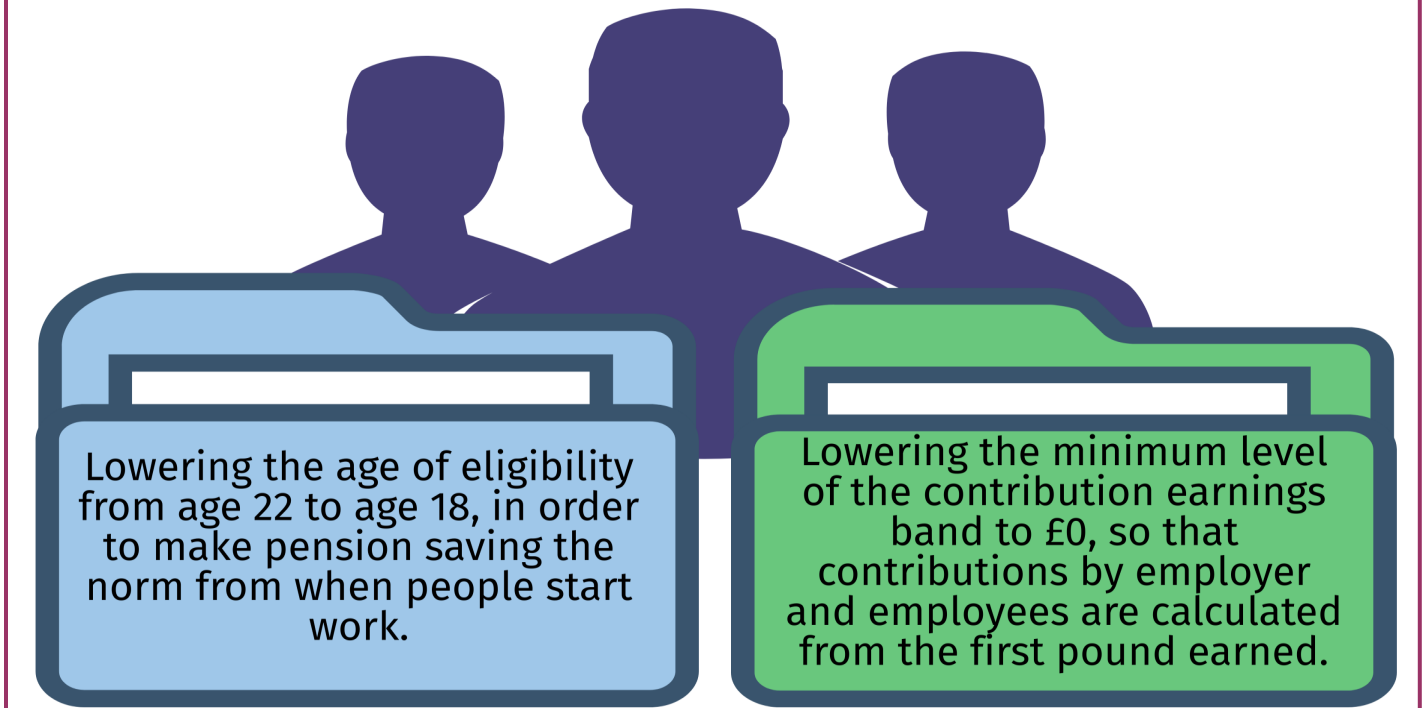 Lowering the age of eligibility
from age 22 to age 18, in order
to make pension saving the
norm from when people start
work.
Lowering the minimum level
of the contribution earnings
band to £0, so that
contributions by employer
and employees are calculated
from the first pound earned.